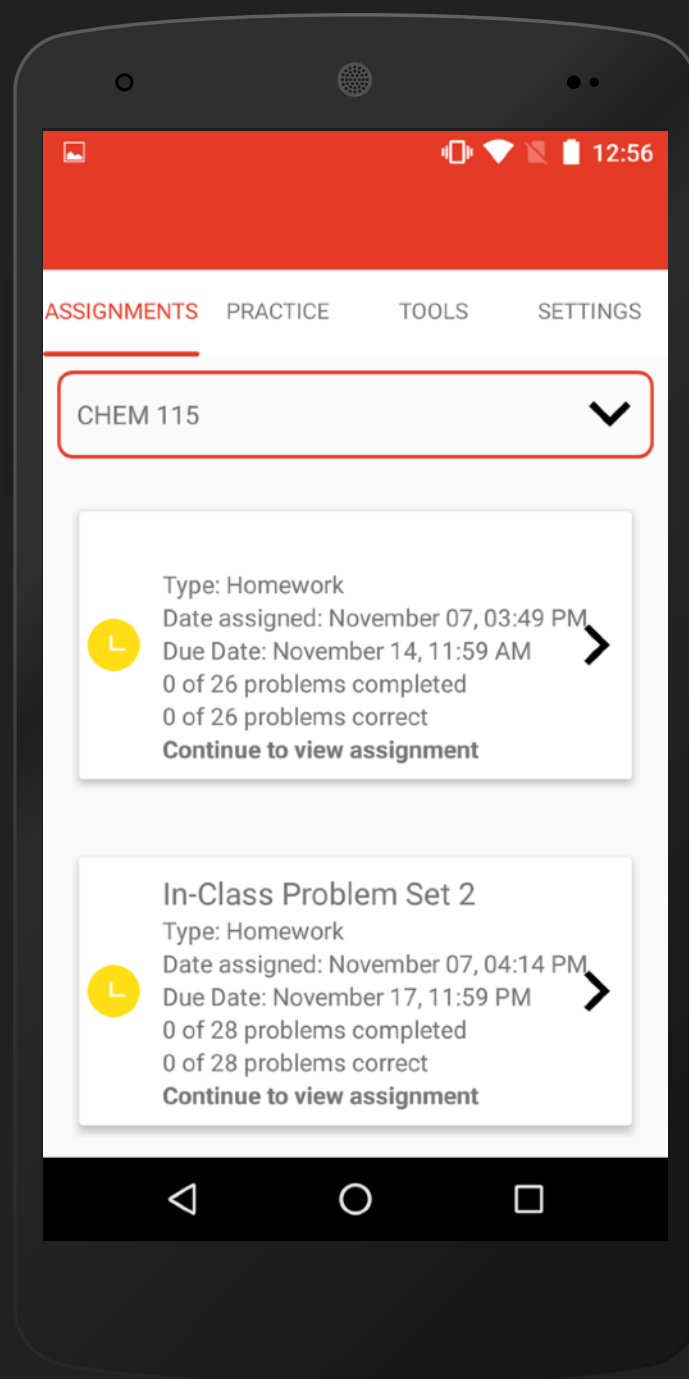 12:56
ASSIGNMENTS PRACTICE TOOLS SETTINGS
CHEM 115
Type: Homework
Date assigned: November 07, 03:49 PM
Due Date: November 14, 11:59 AM
0 of 26 problems completed
0 of 26 problems correct
Continue to view assignment
In-Class Problem Set 2
Type: Homework
Date assigned: November 07, 04:14 PM
Due Date: November 17, 11:59 PM
0 of 28 problems completed
0 of 28 problems correct
Continue to view assignment